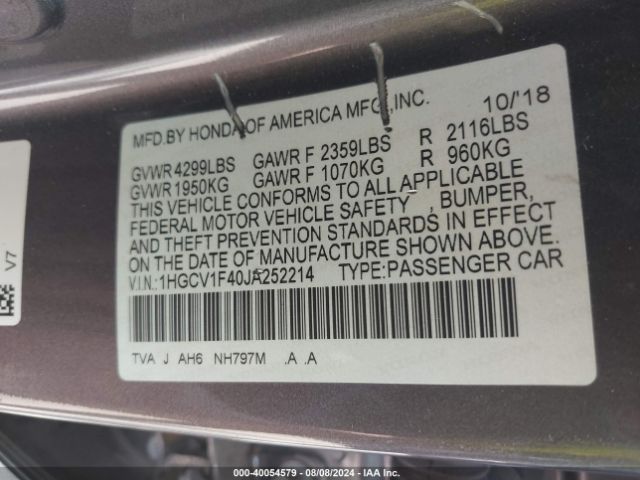 MFD.BY HONDA OF AMERICA MFG.,INC. 10/'18
GVWR 4299LBS GAWR F 2359LBS R 2116LBS
GVWR 1950KG GAWR F 1070KG R 960KG
THIS VEHICLE CONFORMS TO ALL APPLICABLE
FEDERAL MOTOR VEHICLE SAFETY , BUMPER,
AND THEFT PREVENTION STANDARDS IN EFFECT
ON THE DATE OF MANUFACTURE SHOWN ABOVE.
V.I.N.:1HGCV1F40JA252214 TYPE:PASSENGER CAR
TVA J AH6 NH797M .A .A
V7
000-40054579 - 08/08/2024 - IAA Inc.